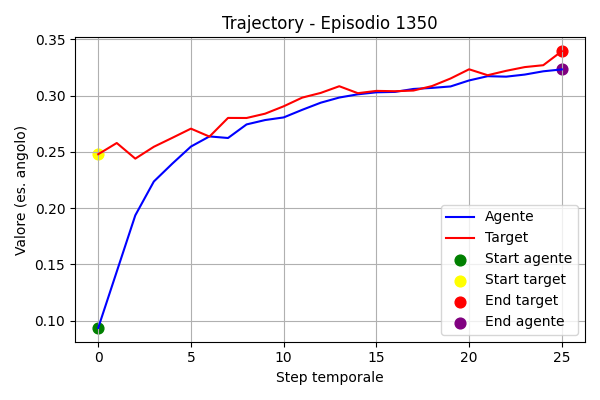 Trajectory - Episodio 1350
Valore (es. angolo)
0.35
0.30
0.25
0.20
0.15
0.10
0
5
10
15
20
25
Step temporale
Agente
Target
Start agente
Start target
End target
End agente